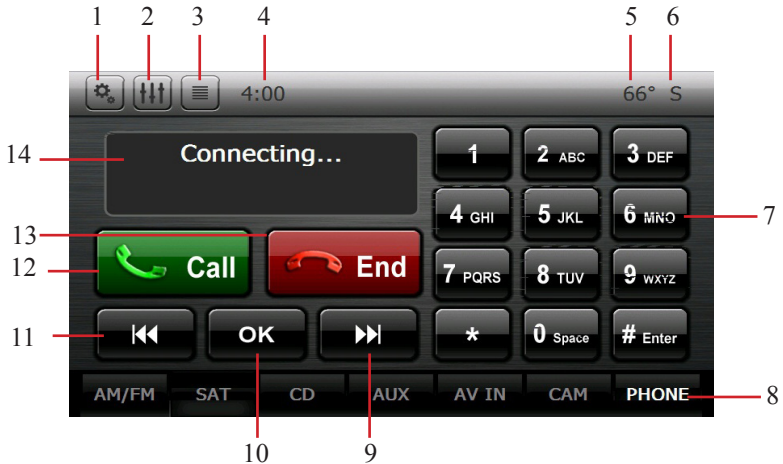 1 2 3 4 5 6
4:00 66° S
14 Connecting... 1 2 ABC 3 DEF
4 GHI 5 JKL 6 MNO 7
13
12 Call End 7 PQRS 8 TUV 9 WXYZ
11 OK * 0 Space # Enter
AM/FM SAT CD AUX AV IN CAM PHONE 8
10 9